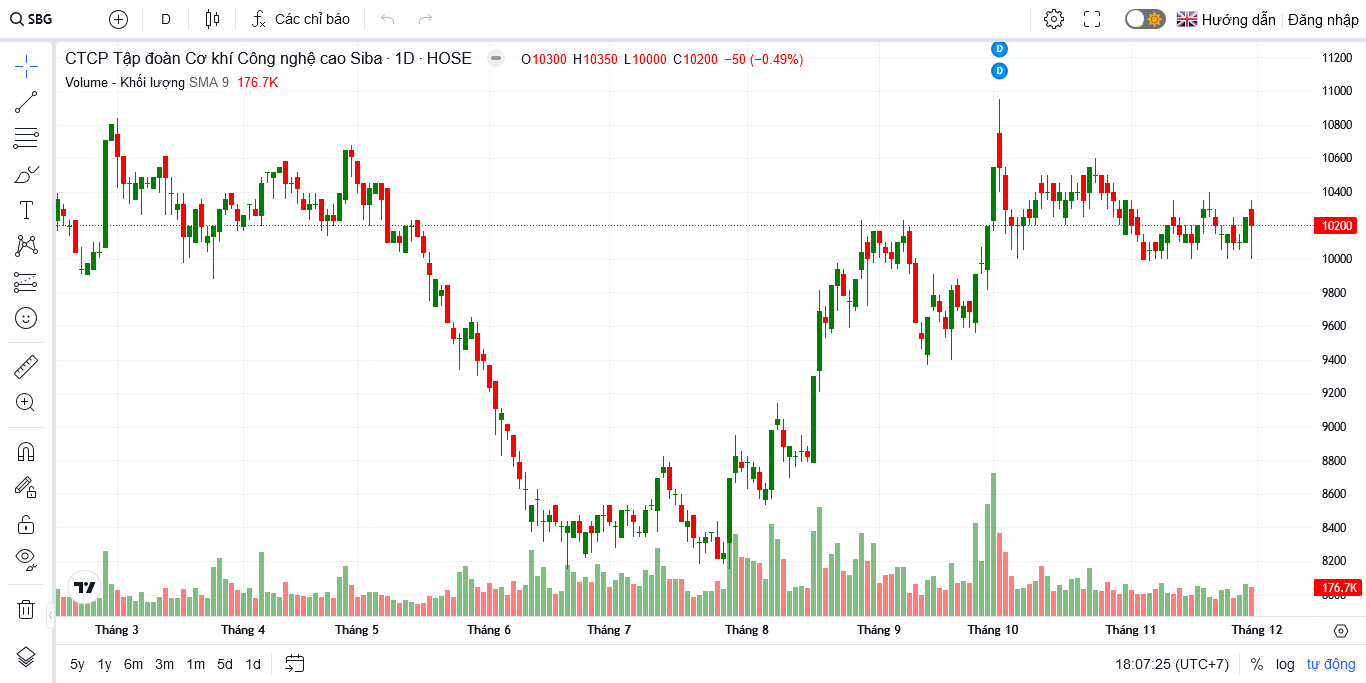 SBG D Các chỉ báo Hướng dẫn Đăng nhập
CTCP Tập đoàn Cơ khí Công nghệ cao Siba · 1D · HOSE O10300 H10350 L10000 C10200 −50 (−0.49%)
Volume - Khối lượng SMA 9 176.7K
D
D
11200
11000
10800
10600
10400
10200
10000
9800
9600
9400
9200
9000
8800
8600
8400
8200
176.7K
Tháng 3 Tháng 4 Tháng 5 Tháng 6 Tháng 7 Tháng 8 Tháng 9 Tháng 10 Tháng 11 Tháng 12
5y 1y 6m 3m 1m 5d 1d 18:07:25 (UTC+7) % log tự động